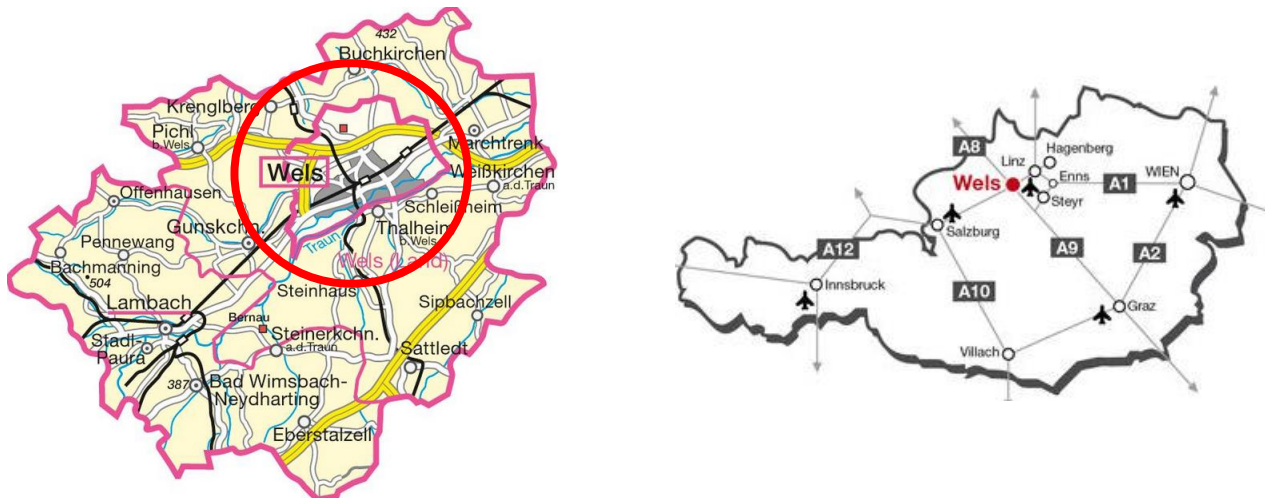 432
Buchkirchen
Krenglberg
Pichl
b.Wels
Marchtrenk
Wels
Weißkirchen
a.d.Traun
Offenhausen
Schleißheim
Gunskchn.
Thalheim
b.Wels
Traun
Pennewang
Wels (Land)
Bachmanning
504
Steinhaus
Sipbachzell
Lambach
Bernau
Steinerkchn.
a.d.Traun
Stadl-
Paura
Sattledt
387
Bad Wimsbach-
Neydharting
Eberstalzell
A8
Hagenberg
Linz
Enns
WIEN
Wels
A1
Steyr
Salzburg
A12
A9
A2
Innsbruck
A10
Graz
Villach